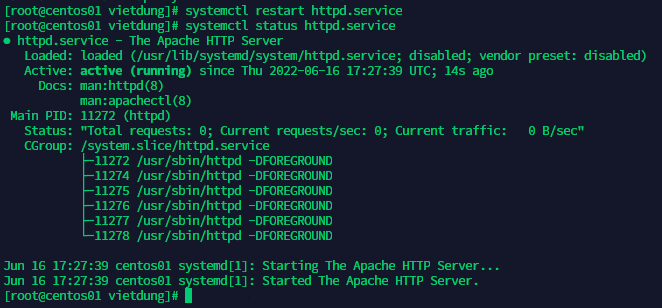 [root@centos01 vietdung]# systemctl restart httpd.service
[root@centos01 vietdung]# systemctl status httpd.service
● httpd.service - The Apache HTTP Server
   Loaded: loaded (/usr/lib/systemd/system/httpd.service; disabled; vendor preset: disabled)
   Active: active (running) since Thu 2022-06-16 17:27:39 UTC; 14s ago
     Docs: man:httpd(8)
           man:apachectl(8)
 Main PID: 11272 (httpd)
   Status: "Total requests: 0; Current requests/sec: 0; Current traffic:   0 B/sec"
   CGroup: /system.slice/httpd.service
           ├─11272 /usr/sbin/httpd -DFOREGROUND
           ├─11274 /usr/sbin/httpd -DFOREGROUND
           ├─11275 /usr/sbin/httpd -DFOREGROUND
           ├─11276 /usr/sbin/httpd -DFOREGROUND
           ├─11277 /usr/sbin/httpd -DFOREGROUND
           └─11278 /usr/sbin/httpd -DFOREGROUND

Jun 16 17:27:39 centos01 systemd[1]: Starting The Apache HTTP Server...
Jun 16 17:27:39 centos01 systemd[1]: Started The Apache HTTP Server.
[root@centos01 vietdung]#